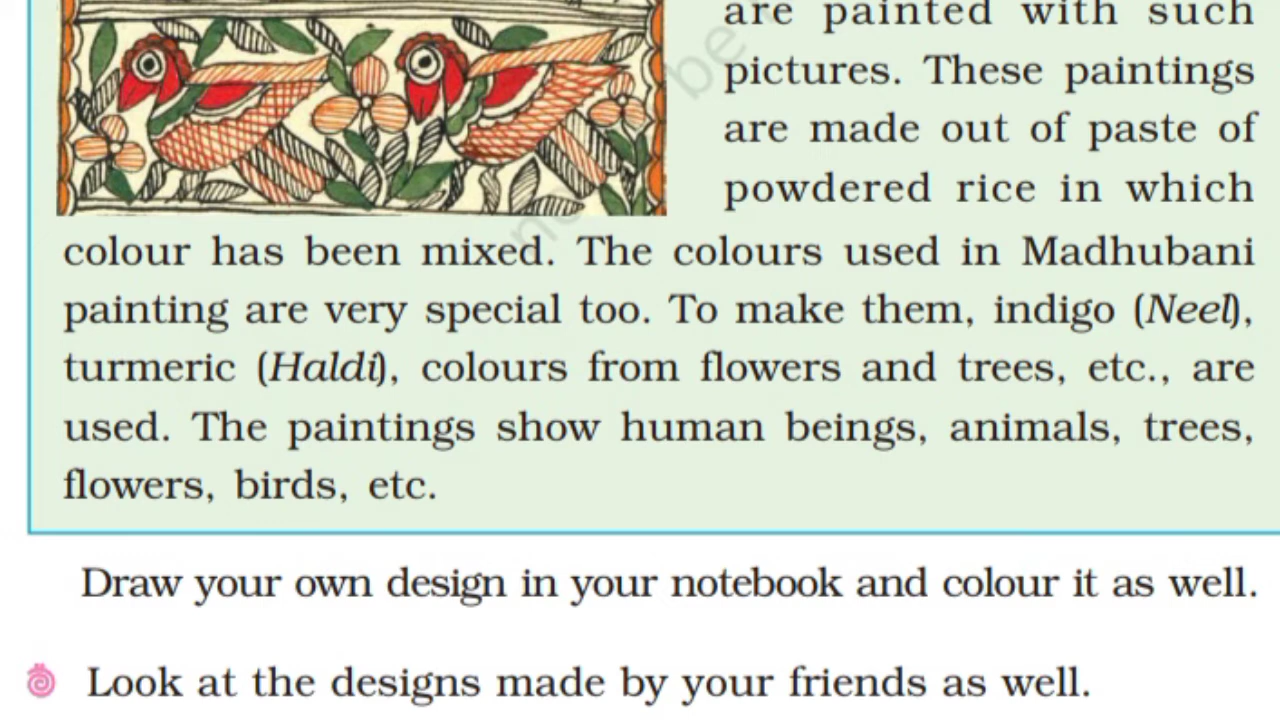 are painted with such
pictures. These paintings
are made out of paste of
powdered rice in which
colour has been mixed. The colours used in Madhubani
painting are very special too. To make them, indigo (Neel),
turmeric (Haldi), colours from flowers and trees, etc., are
used. The paintings show human beings, animals, trees,
flowers, birds, etc.
Draw your own design in your notebook and colour it as well.
Look at the designs made by your friends as well.
be